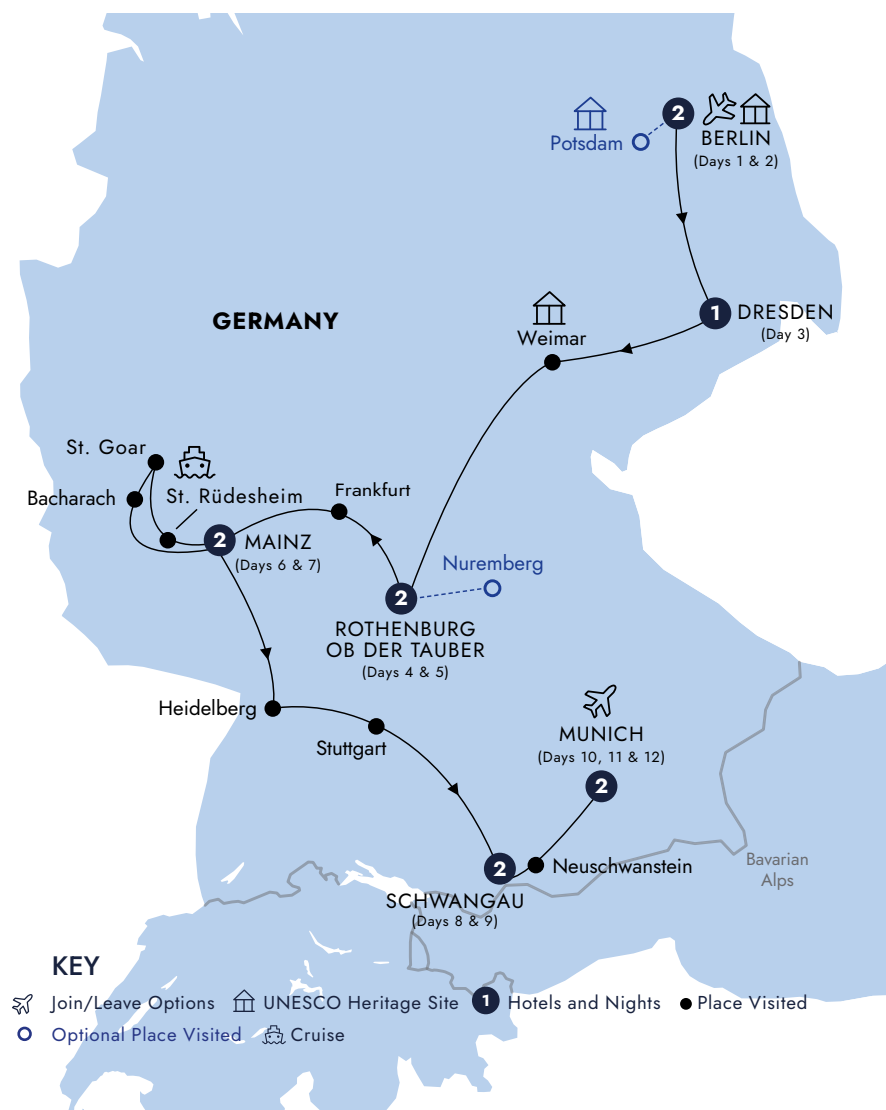 2
Potsdam
BERLIN
(Days 1 & 2)
GERMANY
1
DRESDEN
(Day 3)
Weimar
St. Goar
Bacharach
St. Rüdesheim
Frankfurt
2
MAINZ
(Days 6 & 7)
Nuremberg
2
ROTHENBURG
OB DER TAUBER
(Days 4 & 5)
Heidelberg
Stuttgart
MUNICH
(Days 10, 11 & 12)
2
2
Neuschwanstein
Bavarian
Alps
SCHWANGAU
(Days 8 & 9)
KEY
Join/Leave Options
UNESCO Heritage Site
1
Hotels and Nights
Place Visited
Optional Place Visited
Cruise